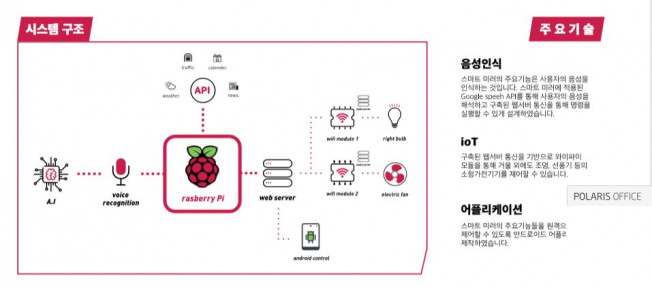 시스템 구조
주요기술
traffic
calender
API
weather
news
A.I
voice
recognition
rasberry Pi
web server
wifi module 1
right bulb
wifi module 2
electric fan
android control
음성인식
스마트 미러의 주요기능은 사용자의 음성을
인식하는 것입니다. 스마트 미러에 적용된
Google speeh API를 통해 사용자의 음성을
해석하고 구축된 웹서버 통신을 통해 명령을
실행할 수 있게 설계하였습니다.
ioT
구축된 웹서버 통신을 기반으로 와이파이
모듈을 통해 거울 외에도 조명, 선풍기 등의
소형가전기기를 제어할 수 있습니다.
POLARIS OFFICE
어플리케이션
스마트 미러의 주요기능들을 원격으
제어할 수 있도록 안드로이드 어플리
제작하였습니다.